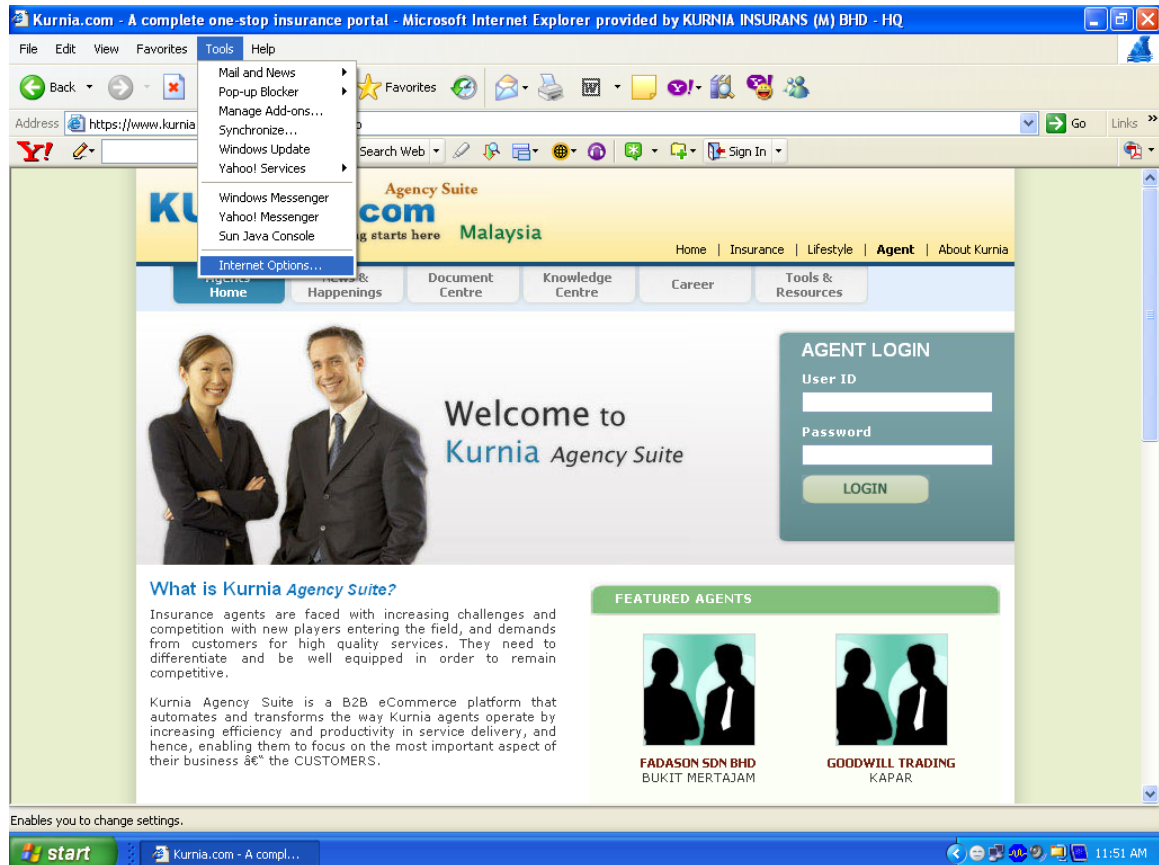 Kurnia.com - A complete one-stop insurance portal - Microsoft Internet Explorer provided by KURNIA INSURANS (M) BHD - HQ
File Edit View Favorites Tools Help
Mail and News
Pop-up Blocker
Manage Add-ons...
Synchronize...
Windows Update
Yahoo! Services
Windows Messenger
Yahoo! Messenger
Sun Java Console
Internet Options...
Back Favorites
Address https://www.kurnia Go Links »
Y! Search Web Sign In
Agency Suite
KU com
starts here Malaysia
Home | Insurance | Lifestyle | Agent | About Kurnia
Agents Home
News & Happenings
Document Centre
Knowledge Centre
Career
Tools & Resources
Welcome to
Kurnia Agency Suite
AGENT LOGIN
User ID
Password
LOGIN
What is Kurnia Agency Suite?
Insurance agents are faced with increasing challenges and
competition with new players entering the field, and demands
from customers for high quality services. They need to
differentiate and be well equipped in order to remain
competitive.
Kurnia Agency Suite is a B2B eCommerce platform that
automates and transforms the way Kurnia agents operate by
increasing efficiency and productivity in service delivery, and
hence, enabling them to focus on the most important aspect of
their business â€“ the CUSTOMERS.
FEATURED AGENTS
FADASON SDN BHD
BUKIT MERTAJAM
GOODWILL TRADING
KAPAR
Enables you to change settings.
start Kurnia.com - A compl... 11:51 AM